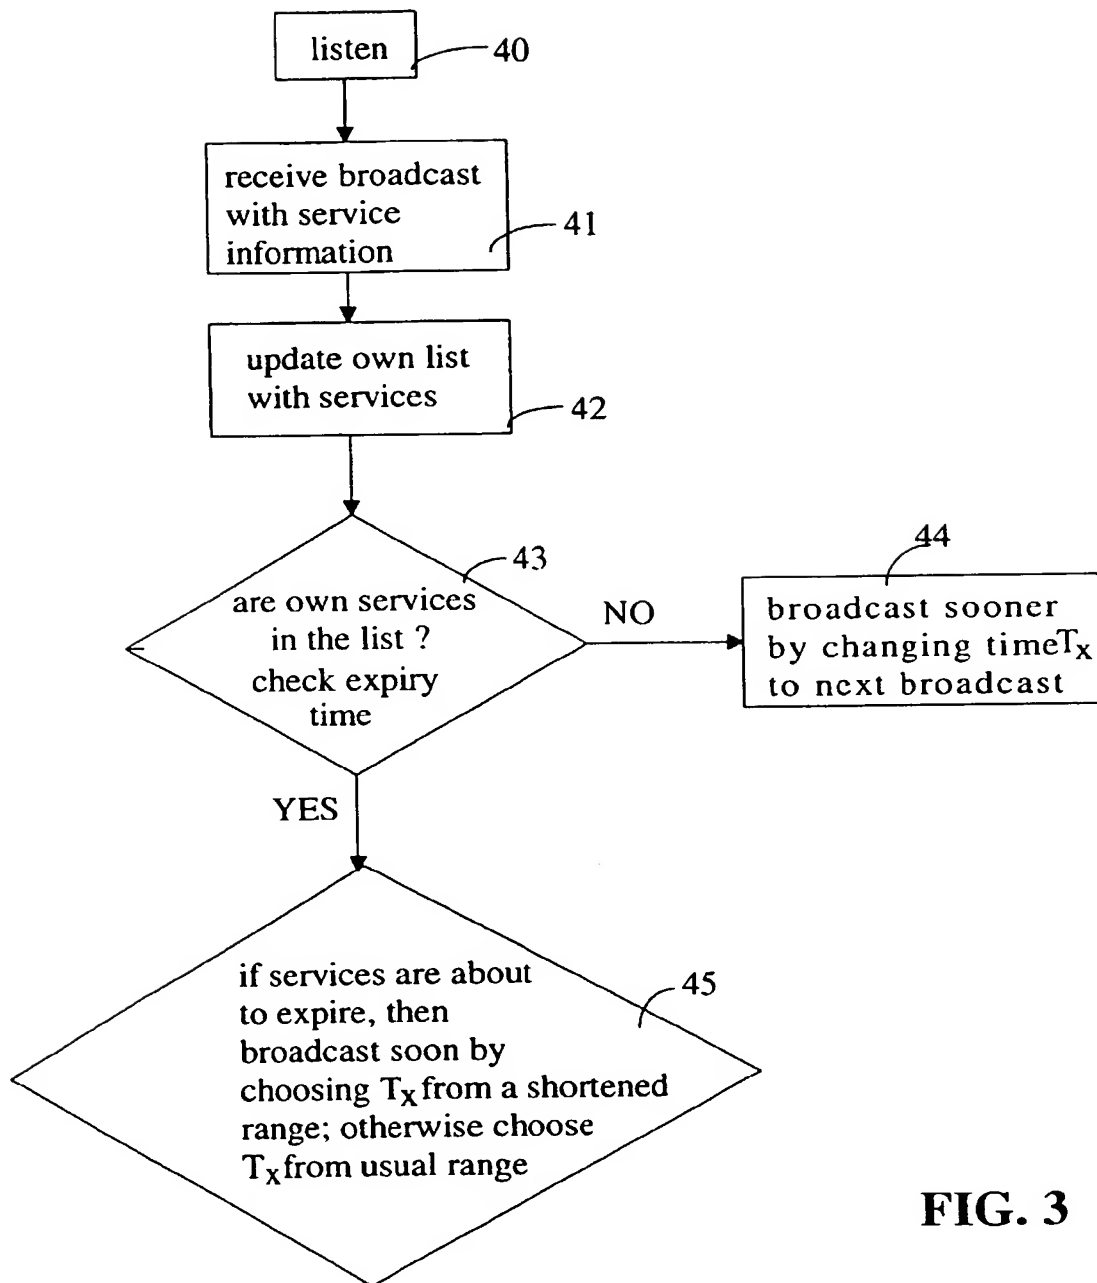 listen
40
receive broadcast
with service
information
41
update own list
with services
42
43
are own services
in the list ?
check expiry
time
NO
44
broadcast sooner
by changing timeTx
to next broadcast
YES
if services are about
to expire, then
broadcast soon by
choosing Tx from a shortened
range; otherwise choose
Tx from usual range
45
FIG. 3